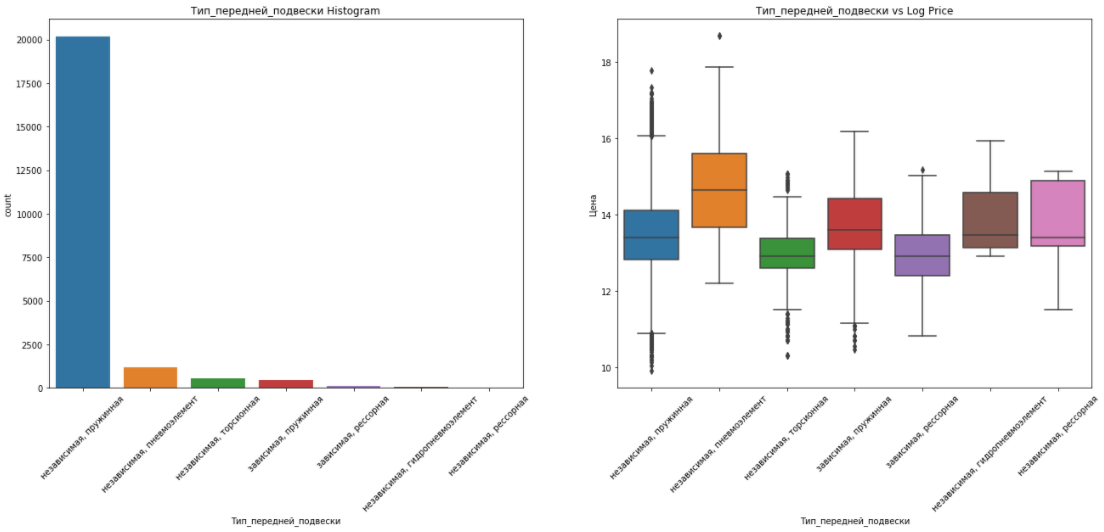 Тип_передней_подвески Histogram
20000
17500
15000
12500
10000
7500
5000
2500
0
count
независимая, пружинная
независимая, пневмоэлемент
независимая, торсионная
зависимая, пружинная
зависимая, рессорная
независимая, гидропневмоэлемент
независимая, рессорная
Тип_передней_подвески
Тип_передней_подвески vs Log Price
18
16
14
12
10
Цена
независимая, пружинная
независимая, пневмоэлемент
независимая, торсионная
зависимая, пружинная
зависимая, рессорная
независимая, гидропневмоэлемент
независимая, рессорная
Тип_передней_подвески